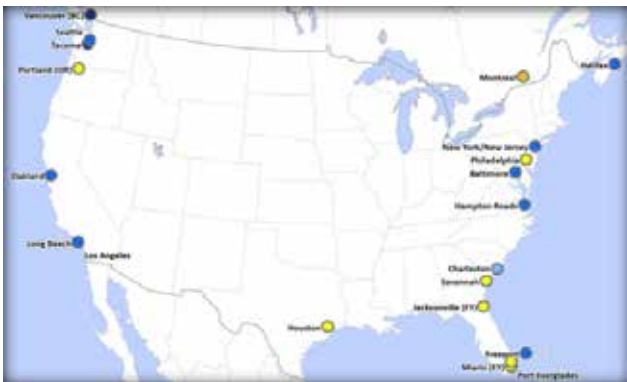 Vancouver (BC)
Seattle
Tacoma
Portland (OR)
Montreal
Halifax
New York/New Jersey
Philadelphia
Baltimore
Oakland
Hampton Roads
Long Beach
Los Angeles
Charleston
Savannah
Jacksonville (FY)
Houston
Freeport
Miami (FY)
Port Everglades